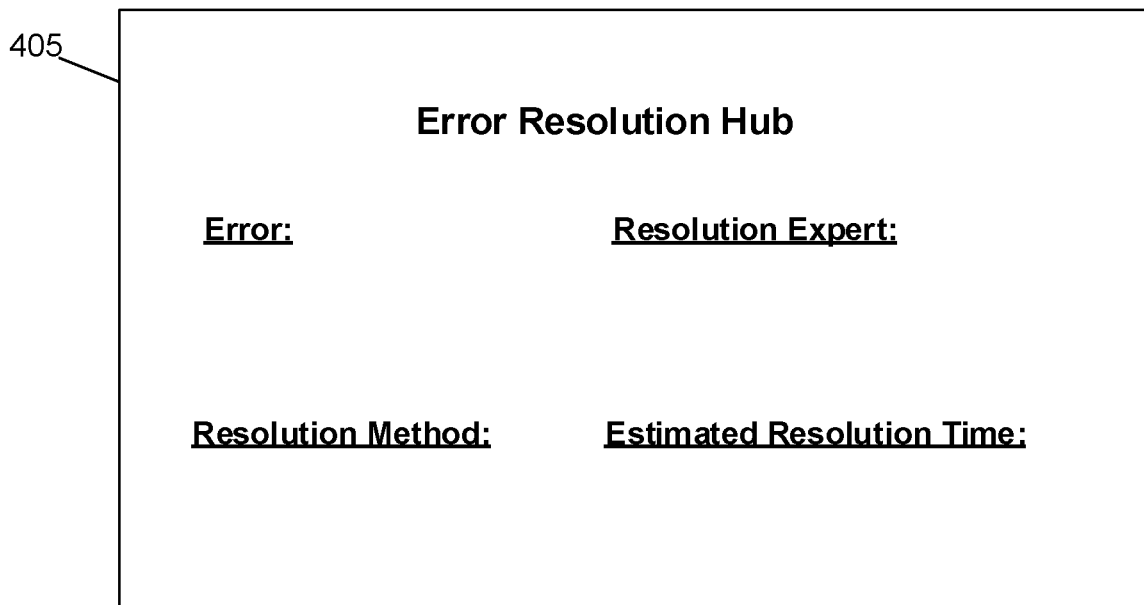 405
Error Resolution Hub
Error: Resolution Expert:
Resolution Method: Estimated Resolution Time: